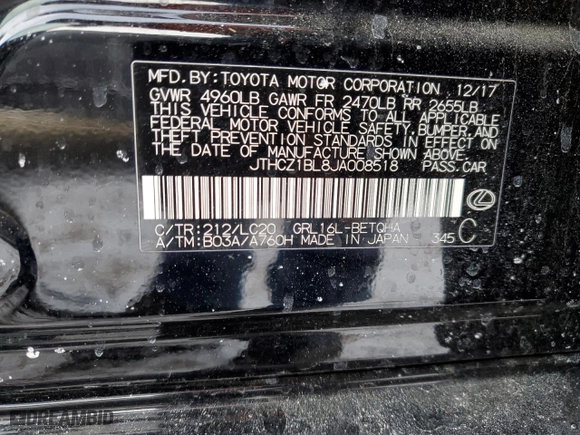 MFD. BY: TOYOTA MOTOR CORPORATION 12/17
GVWR 4960LB GAWR FR 2470LB RR 2655LB
THIS VEHICLE CONFORMS TO ALL APPLICABLE
FEDERAL MOTOR VEHICLE SAFETY, BUMPER, AND
THEFT PREVENTION STANDARDS IN EFFECT ON
THE DATE OF MANUFACTURE SHOWN ABOVE.
JTHCZ1BL8JA008518 PASS. CAR
C/TR: 212/LC20 GRL16L-BETQHA
A/TM: B03A/A760H MADE IN JAPAN 345 C
DREAMBID